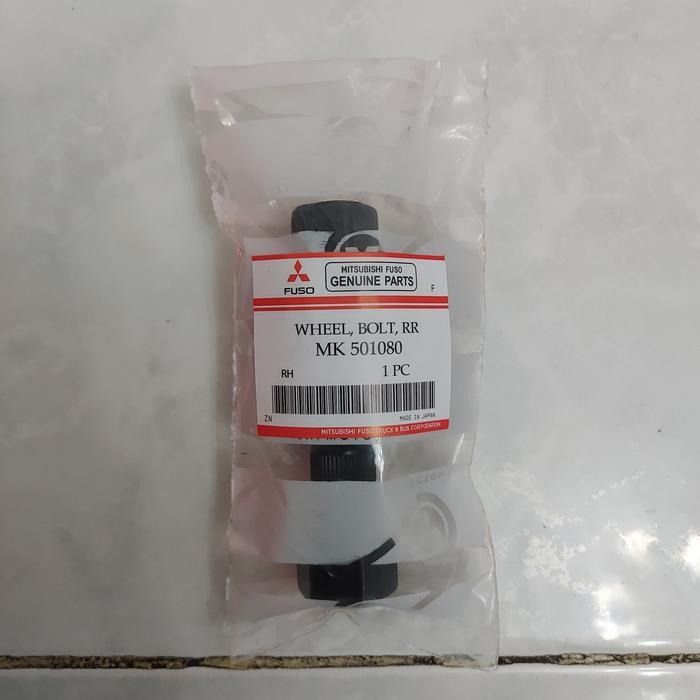 MITSUBISHI FUSO
GENUINE PARTS
FUSO
F
WHEEL, BOLT, RR
MK 501080
RH 1 PC
ZN MADE IN JAPAN
MITSUBISHI FUSO TRUCK & BUS CORPORATION